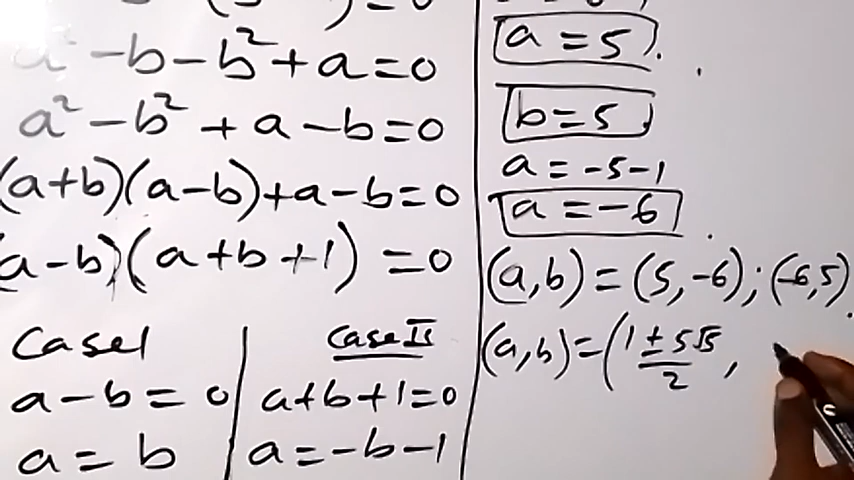 a² - b - b² + a = 0
a² - b² + a - b = 0
(a+b)(a-b) + a - b = 0
(a-b)(a+b+1) = 0
Case I
a - b = 0
a = b
Case II
a + b + 1 = 0
a = -b - 1
a = 5
b = 5
a = -5 - 1
a = -6
(a,b) = (5,-6); (-6,5).
(a,b) = (1 ± 5√5 / 2 ,